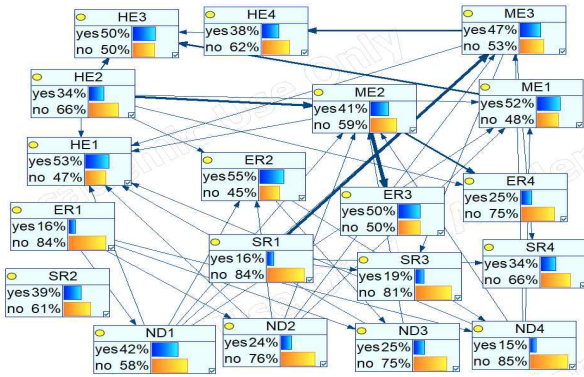 HE3
yes 50%
no 50%
HE4
yes 38%
no 62%
ME3
yes 47%
no 53%
HE2
yes 34%
no 66%
ME2
yes 41%
no 59%
ME1
yes 52%
no 48%
HE1
yes 53%
no 47%
ER2
yes 55%
no 45%
ER3
yes 50%
no 50%
ER4
yes 25%
no 75%
ER1
yes 16%
no 84%
SR1
yes 16%
no 84%
SR3
yes 19%
no 81%
SR4
yes 34%
no 66%
SR2
yes 39%
no 61%
ND1
yes 42%
no 58%
ND2
yes 24%
no 76%
ND3
yes 25%
no 75%
ND4
yes 15%
no 85%
Use Only